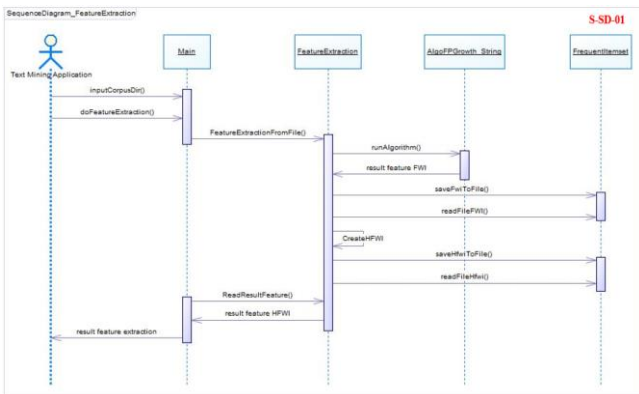 SequenceDiagram_FeatureExtraction
S-SD-01
Main
FeatureExtraction
AlgoFPGrowth_String
FrequentItemset
Text Mining Application
inputCorpusDir()
doFeatureExtraction()
FeatureExtractionFromFile()
runAlgorithm()
result feature FWI
saveFwiToFile()
readFileFWI()
CreateHFWI
saveHfwiToFile()
readFileHfwi()
ReadResultFeature()
result feature HFWI
result feature extraction